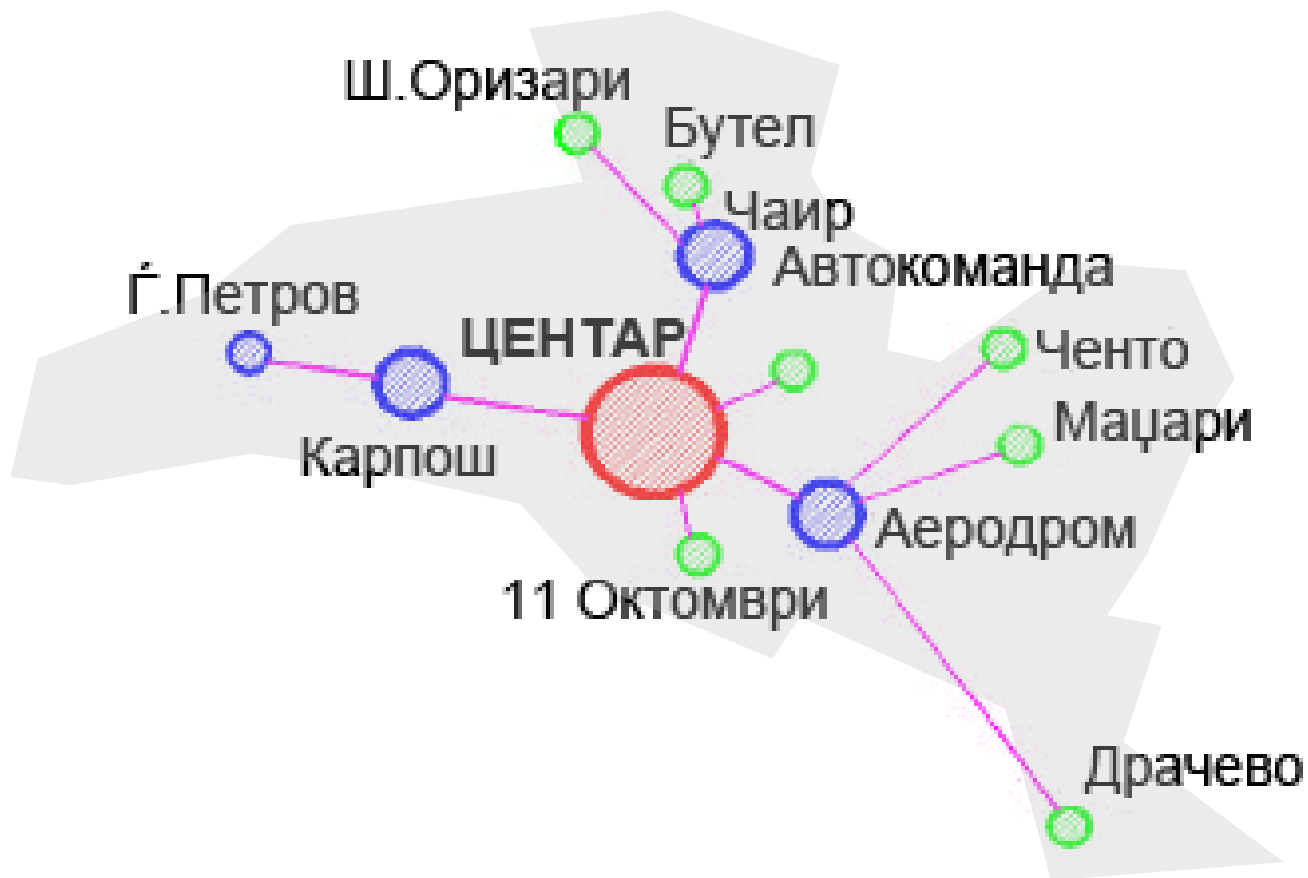 Ш.Оризари
Бутел
Чаир
Автокоманда
Ѓ.Петров
ЦЕНТАР
Ченто
Маџари
Карпош
Аеродром
11 Октомври
Драчево